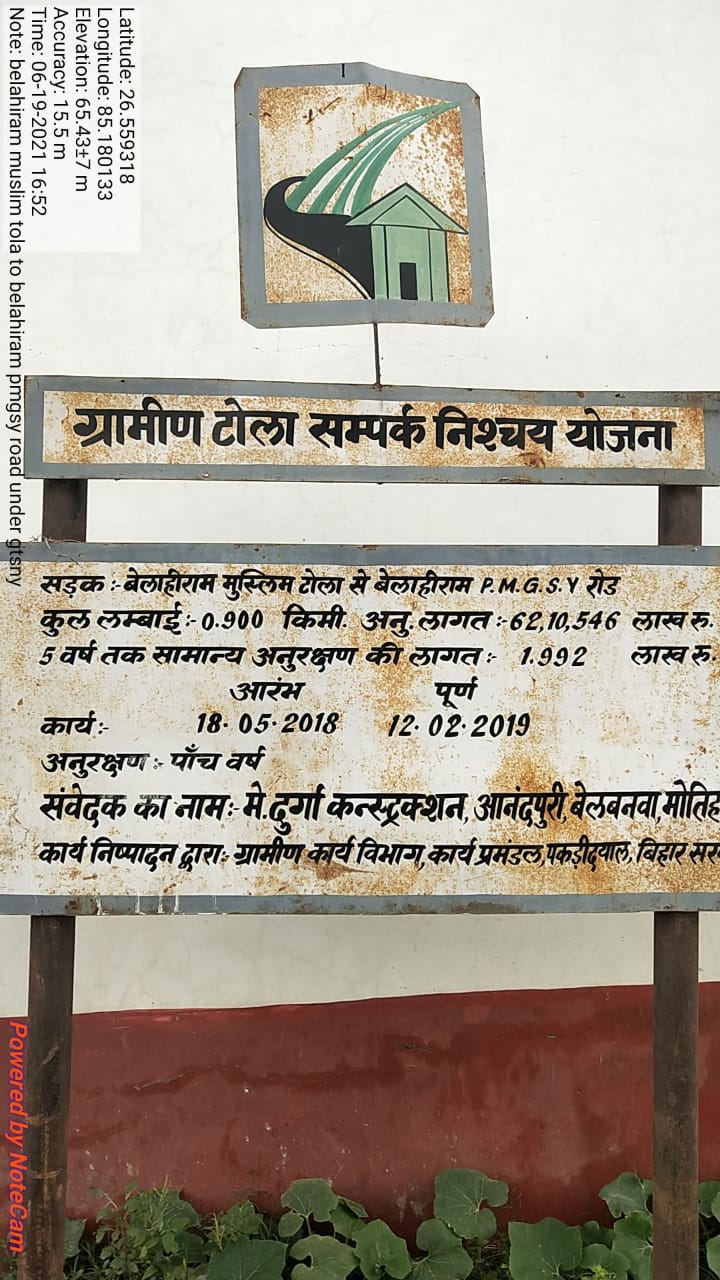 Latitude: 26.559318
Longitude: 85.180133
Elevation: 65.43±7 m
Accuracy: 15.5 m
Time: 06-19-2021 16:52
Note: belahiram muslim tola to belahiram pmgsy road under gtsny
ग्रामीण टोला सम्पर्क निश्चय योजना
सड़क :- बेलाहीराम मुस्लिम टोला से बेलाहीराम P.M.G.S.Y रोड
कुल लम्बाई:- 0.900 किमी. अनु. लागत :- 62,10,546 लाख रु.
5 वर्ष तक सामान्य अनुरक्षण की लागत :- 1.992 लाख रु.
आरंभ पूर्ण
कार्य:- 18.05.2018 12.02.2019
अनुरक्षण :- पाँच वर्ष
संवेदक का नाम:- मे. दुर्गा कन्स्ट्रक्शन, आनंदपुरी, बेलबनवा, मोतिह
कार्य निष्पादन द्वारा:- ग्रामीण कार्य विभाग, कार्य प्रमंडल, पकड़ीदयाल, बिहार सर
Powered by NoteCam